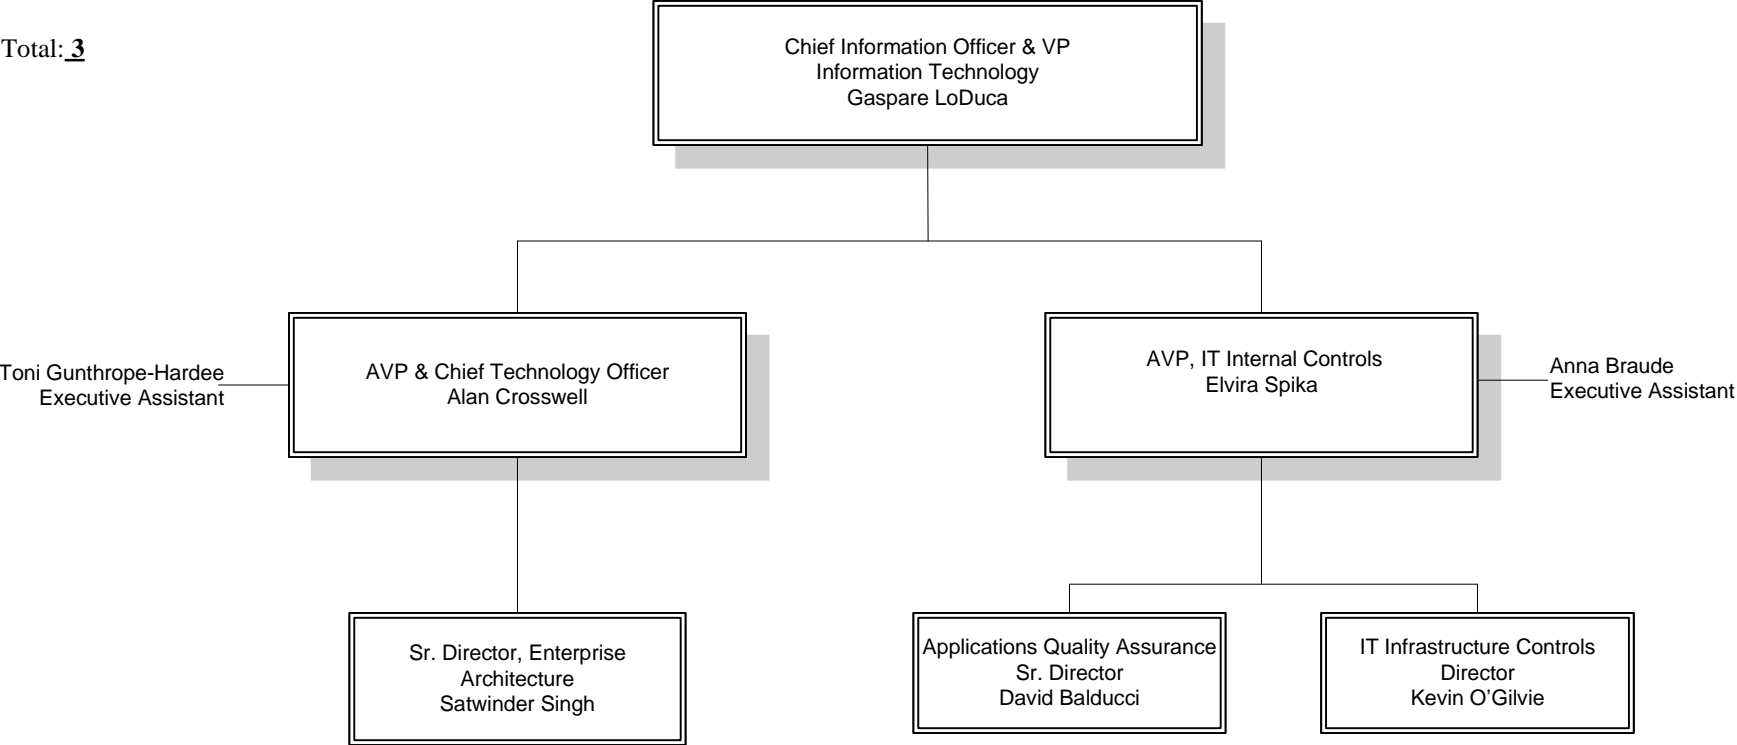 Total: 3
Chief Information Officer & VP
Information Technology
Gaspare LoDuca
Toni Gunthrope-Hardee
Executive Assistant
AVP & Chief Technology Officer
Alan Crosswell
AVP, IT Internal Controls
Elvira Spika
Anna Braude
Executive Assistant
Sr. Director, Enterprise
Architecture
Satwinder Singh
Applications Quality Assurance
Sr. Director
David Balducci
IT Infrastructure Controls
Director
Kevin O’Gilvie